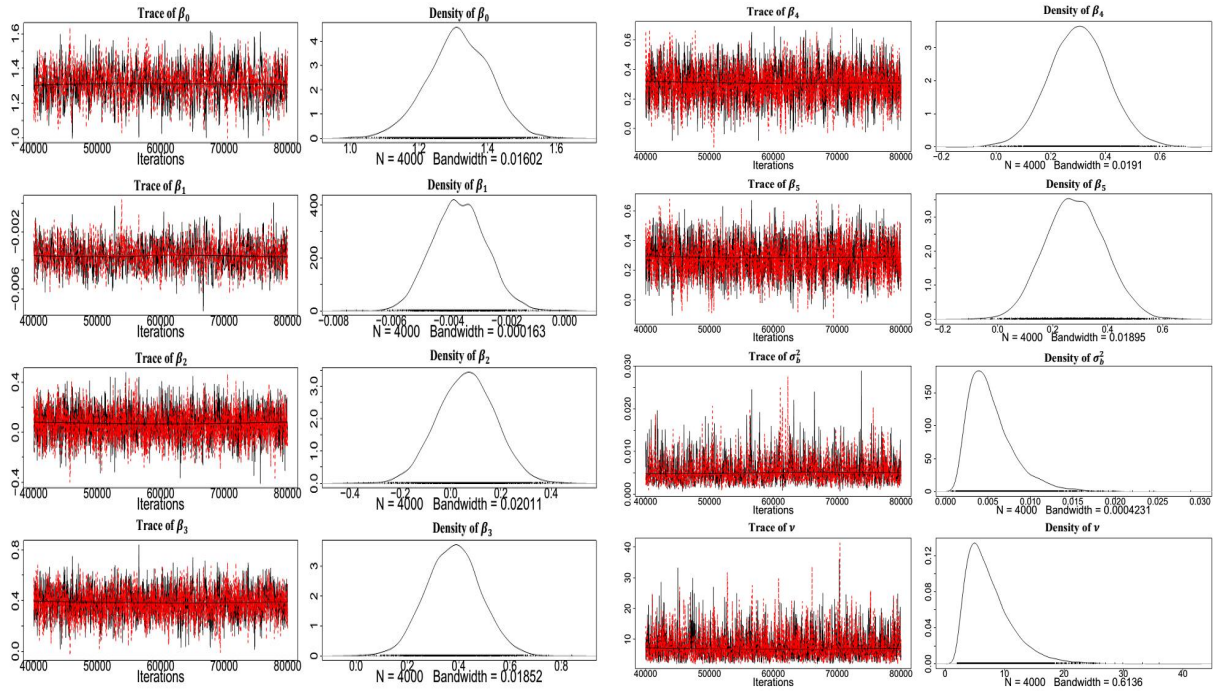 Trace of β₀
1.6
1.4
1.3
1.2
1.0
40000 50000 60000 70000 80000
Iterations
Density of β₀
4
3
2
1
0
1.0 1.2 1.4 1.6
N = 4000 Bandwidth = 0.01602
Trace of β₄
0.6
0.4
0.2
0.0
40000 50000 60000 70000 80000
Iterations
Density of β₄
3
2
1
0
−0.2 0.0 0.2 0.4 0.6
N = 4000 Bandwidth = 0.0191
Trace of β₁
−0.002
−0.006
40000 50000 60000 70000 80000
Iterations
Density of β₁
400
200
0
−0.008 −0.006 −0.004 −0.002 0.000
N = 4000 Bandwidth = 0.000163
Trace of β₅
0.6
0.4
0.2
0.0
40000 50000 60000 70000 80000
Iterations
Density of β₅
3.0
2.0
1.0
0.0
−0.2 0.0 0.2 0.4 0.6
N = 4000 Bandwidth = 0.01895
Trace of β₂
0.4
0.0
−0.4
40000 50000 60000 70000 80000
Iterations
Density of β₂
3.0
2.0
1.0
0.0
−0.4 −0.2 0.0 0.2 0.4
N = 4000 Bandwidth = 0.02011
Trace of σ²_b
0.030
0.020
0.010
0.005
0.000
40000 50000 60000 70000 80000
Iterations
Density of σ²_b
150
100
50
0
0.000 0.005 0.010 0.015 0.020 0.025 0.030
N = 4000 Bandwidth = 0.0004231
Trace of β₃
0.8
0.4
0.0
40000 50000 60000 70000 80000
Iterations
Density of β₃
3
2
1
0
0.0 0.2 0.4 0.6 0.8
N = 4000 Bandwidth = 0.01852
Trace of ν
40
30
20
10
40000 50000 60000 70000 80000
Iterations
Density of ν
0.12
0.08
0.04
0.00
0 10 20 30 40
N = 4000 Bandwidth = 0.6136